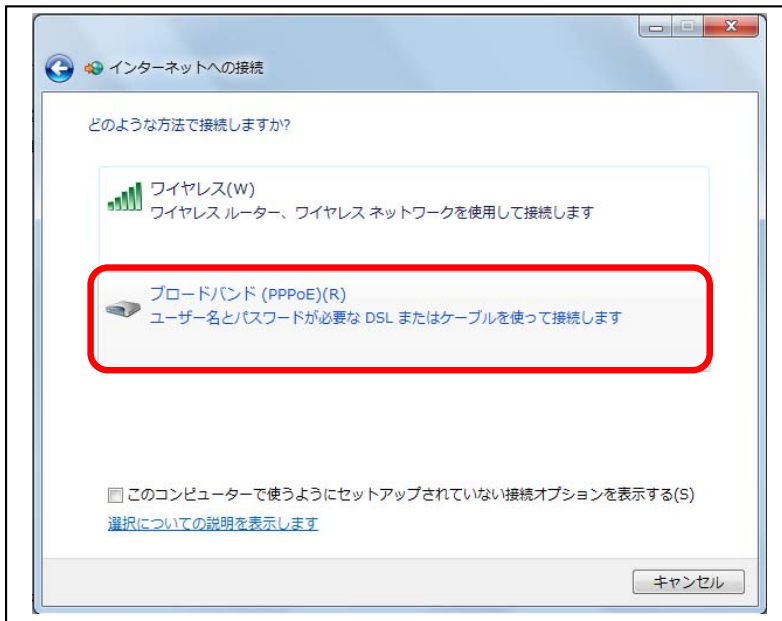 インターネットへの接続
どのような方法で接続しますか?
ワイヤレス(W)
ワイヤレス ルーター、ワイヤレス ネットワークを使用して接続します
ブロードバンド (PPPoE)(R)
ユーザー名とパスワードが必要な DSL またはケーブルを使って接続します
このコンピューターで使うようにセットアップされていない接続オプションを表示する(S)
選択についての説明を表示します
キャンセル